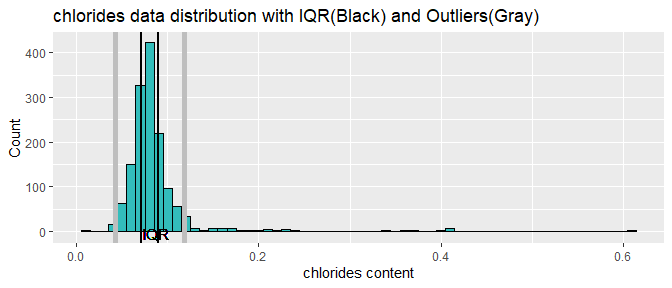 chlorides data distribution with IQR(Black) and Outliers(Gray)
400
300
200
100
0
Count
IQR
0.0 0.2 0.4 0.6
chlorides content